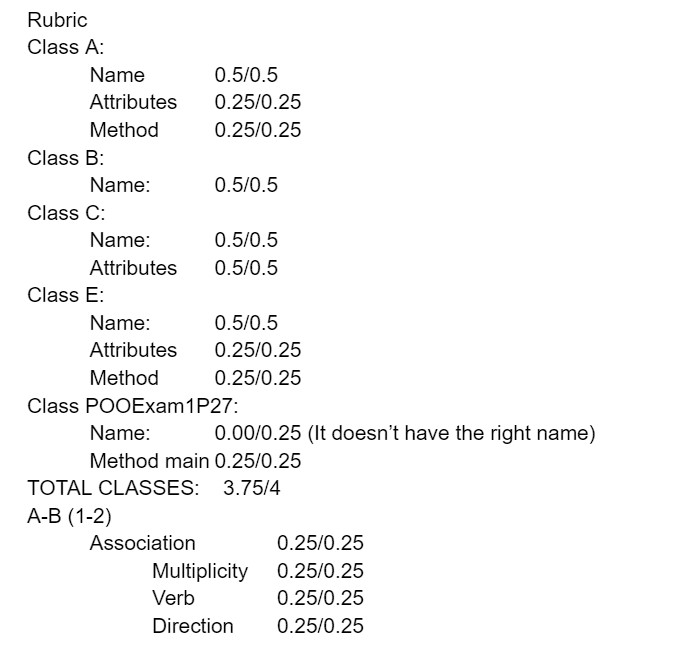 Rubric
Class A:
Name 0.5/0.5
Attributes 0.25/0.25
Method 0.25/0.25
Class B:
Name: 0.5/0.5
Class C:
Name: 0.5/0.5
Attributes 0.5/0.5
Class E:
Name: 0.5/0.5
Attributes 0.25/0.25
Method 0.25/0.25
Class POOExam1P27:
Name: 0.00/0.25 (It doesn’t have the right name)
Method main 0.25/0.25
TOTAL CLASSES: 3.75/4
A-B (1-2)
Association 0.25/0.25
Multiplicity 0.25/0.25
Verb 0.25/0.25
Direction 0.25/0.25